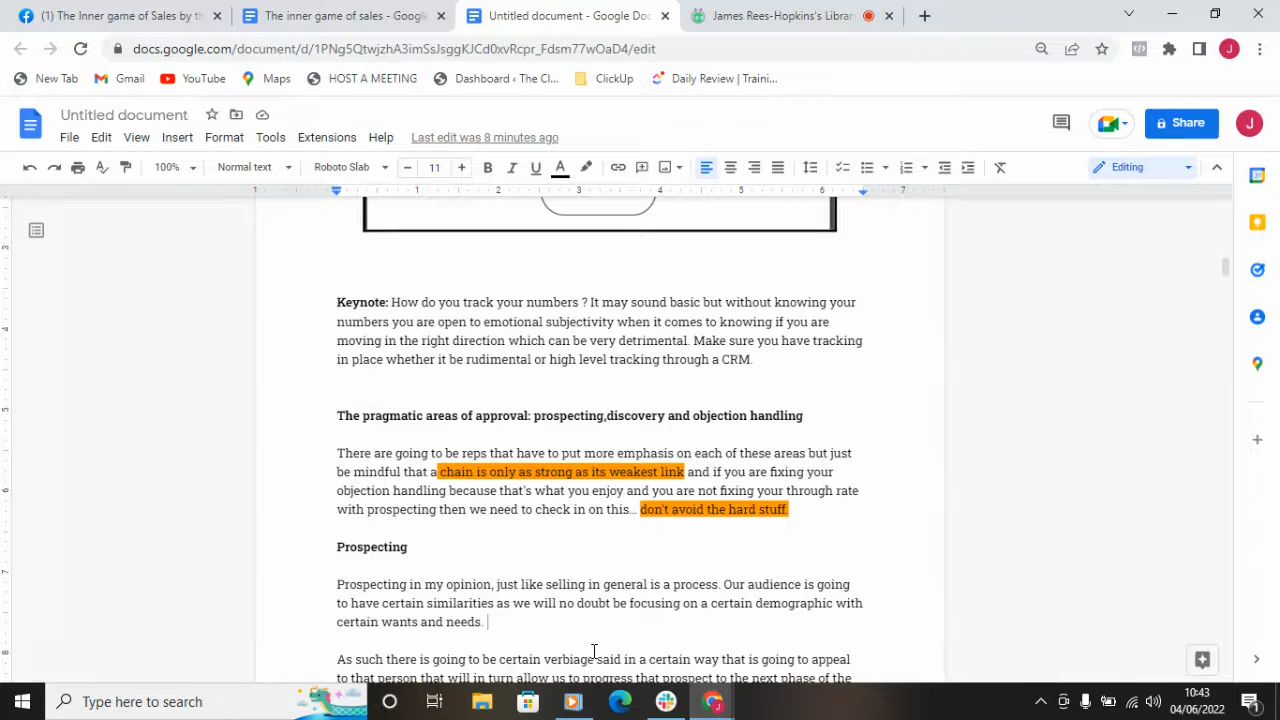 (1) The Inner game of Sales by th
The inner game of sales - Google
Untitled document - Google Doc
James Rees-Hopkins's Library
docs.google.com/document/d/1PNg5QtwjzhA3imSsJsggKJCd0xvRcpr_Fdsm77wOaD4/edit
J
New Tab
Gmail
YouTube
Maps
HOST A MEETING
Dashboard ‹ The Cl...
ClickUp
Daily Review | Traini...
Untitled document
File Edit View Insert Format Tools Extensions Help Last edit was 8 minutes ago
Share
J
100% Normal text Roboto Slab 11 B I U A Editing
1 1 2 3 4 5 6 7
Keynote: How do you track your numbers ? It may sound basic but without knowing your
numbers you are open to emotional subjectivity when it comes to knowing if you are
moving in the right direction which can be very detrimental. Make sure you have tracking
in place whether it be rudimental or high level tracking through a CRM.
The pragmatic areas of approval: prospecting,discovery and objection handling
There are going to be reps that have to put more emphasis on each of these areas but just
be mindful that a chain is only as strong as its weakest link and if you are fixing your
objection handling because that's what you enjoy and you are not fixing your through rate
with prospecting then we need to check in on this... don't avoid the hard stuff.
Prospecting
Prospecting in my opinion, just like selling in general is a process. Our audience is going
to have certain similarities as we will no doubt be focusing on a certain demographic with
certain wants and needs.
As such there is going to be certain verbiage said in a certain way that is going to appeal
to that person that will in turn allow us to progress that prospect to the next phase of the
Type here to search
10:43
04/06/2022